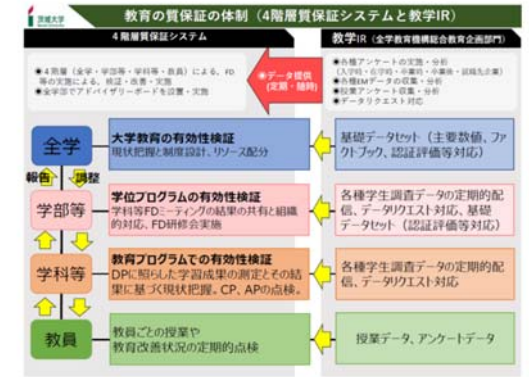 茨城大学
教育の質保証の体制（4階層質保証システムと教学IR）
4階層質保証システム
教学IR（全学教育機構総合教育企画部門）
●4階層（全学・学部等・学科等・教員）による、FD
等の実施による、検証・改善・実施
●全学部でアドバイザリーボードを設置・実施
●データ提供
(定期・随時)
●各種アンケートの実施・分析
(入学時・在学時・卒業時・卒業後・就職先企業)
●各種EMデータの収集・分析
●授業アンケート収集・分析
●データリクエスト対応
全学
大学教育の有効性検証
現状把握と制度設計、リソース配分
基礎データセット（主要数値、ファ
クトブック、認証評価等対応）
報告
調整
学部等
学位プログラムの有効性検証
学科等FDミーティングの結果の共有と組織
的対応、FD研修会実施
各種学生調査データの定期的配
信、データリクエスト対応、基礎
データセット（認証評価等対応）
学科等
教育プログラムでの有効性検証
DPに照らした学習成果の測定とその結
果に基づく現状把握。CP、APの点検。
各種学生調査データの定期的配
信、データリクエスト対応
教員
教員ごとの授業や
教育改善状況の定期的点検
授業データ、アンケートデータ